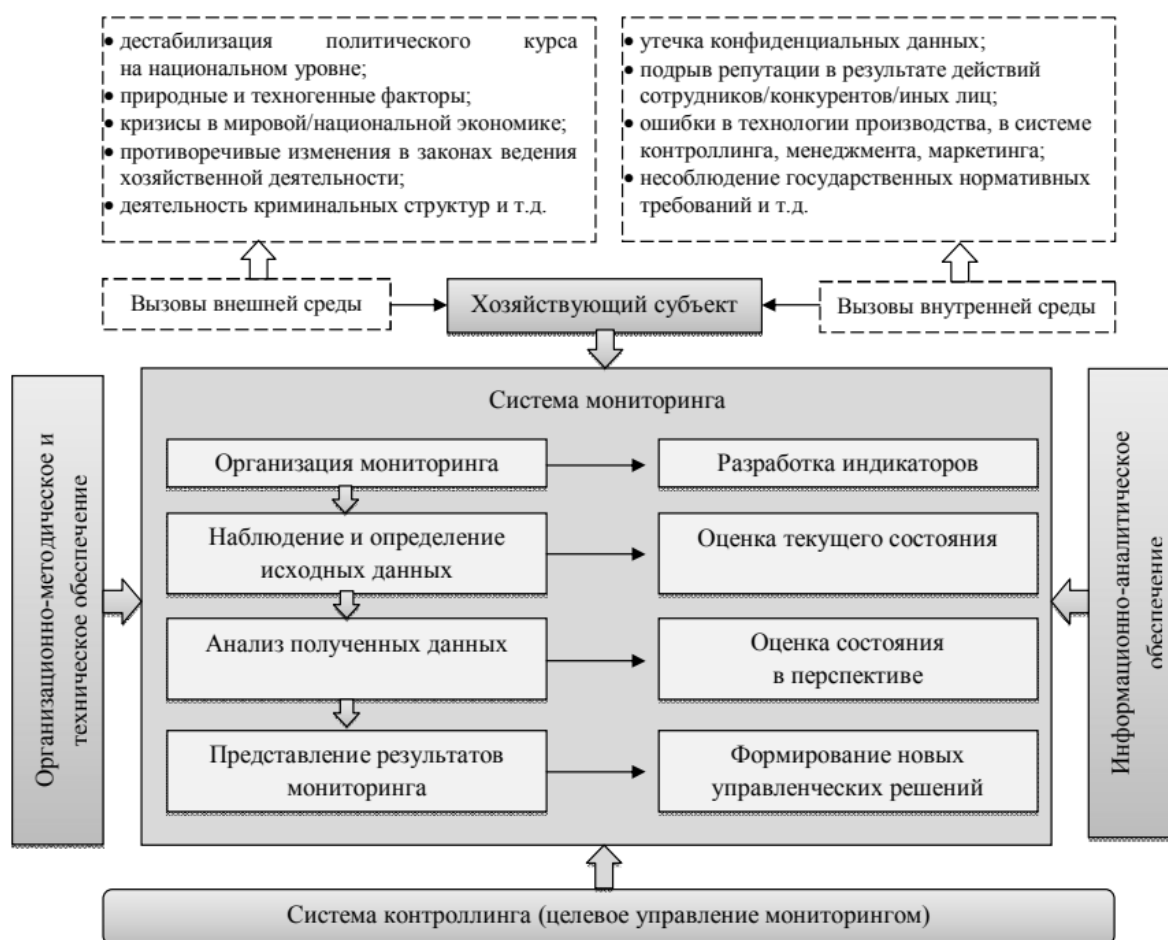 • дестабилизация политического курса
на национальном уровне;
• природные и техногенные факторы;
• кризисы в мировой/национальной экономике;
• противоречивые изменения в законах ведения
хозяйственной деятельности;
• деятельность криминальных структур и т.д.
• утечка конфиденциальных данных;
• подрыв репутации в результате действий
сотрудников/конкурентов/иных лиц;
• ошибки в технологии производства, в системе
контроллинга, менеджмента, маркетинга;
• несоблюдение государственных нормативных
требований и т.д.
Вызовы внешней среды
Хозяйствующий субъект
Вызовы внутренней среды
Организационно-методическое и
техническое обеспечение
Система мониторинга
Организация мониторинга
Разработка индикаторов
Наблюдение и определение
исходных данных
Оценка текущего состояния
Анализ полученных данных
Оценка состояния
в перспективе
Представление результатов
мониторинга
Формирование новых
управленческих решений
Информационно-аналитическое
обеспечение
Система контроллинга (целевое управление мониторингом)